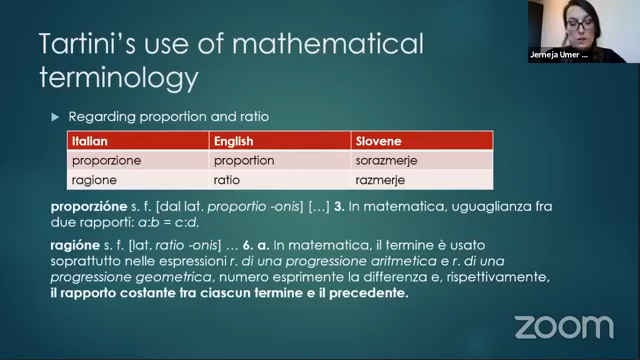 Tartini's use of mathematical
terminology
Jerneja Umer ...
Regarding proportion and ratio
Italian English Slovene
proporzione proportion sorazmerje
ragione ratio razmerje
proporzióne s. f. [dal lat. proportio -onis] […] 3. In matematica, uguaglianza fra
due rapporti: a:b = c:d.
ragióne s. f. [lat. ratio -onis] … 6. a. In matematica, il termine è usato
soprattutto nelle espressioni r. di una progressione aritmetica e r. di una
progressione geometrica, numero esprimente la differenza e, rispettivamente,
il rapporto costante tra ciascun termine e il precedente.
zoom